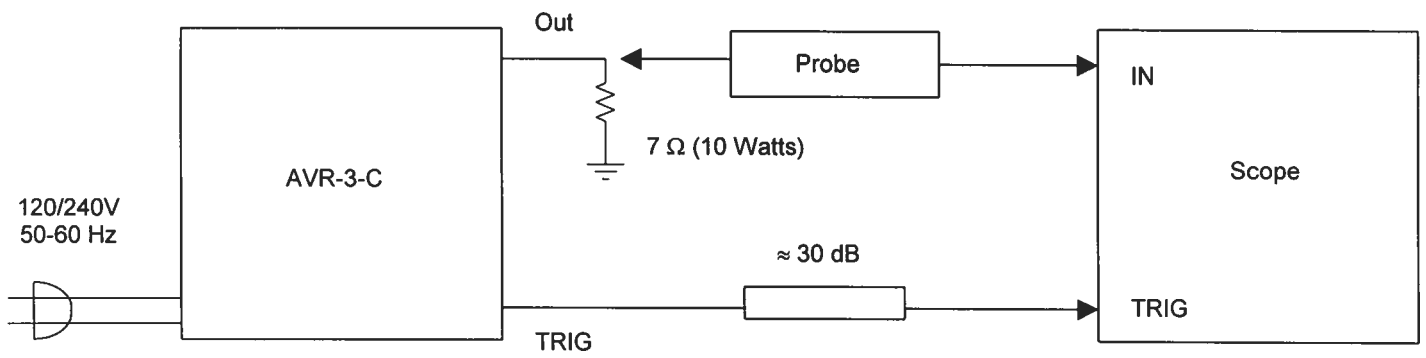 Out
Probe
IN
7 Ω (10 Watts)
AVR-3-C
Scope
120/240V
50-60 Hz
≈ 30 dB
TRIG
TRIG